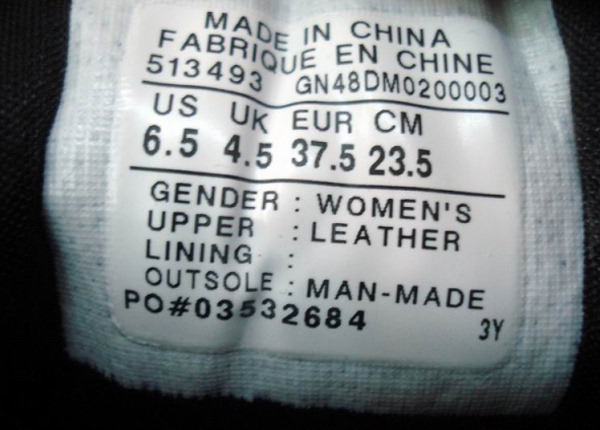 MADE IN CHINA
FABRIQUE EN CHINE
513493 GN48DM0200003
US UK EUR CM
6.5 4.5 37.5 23.5
GENDER : WOMEN'S
UPPER : LEATHER
LINING :
OUTSOLE : MAN-MADE
PO#03532684 3Y